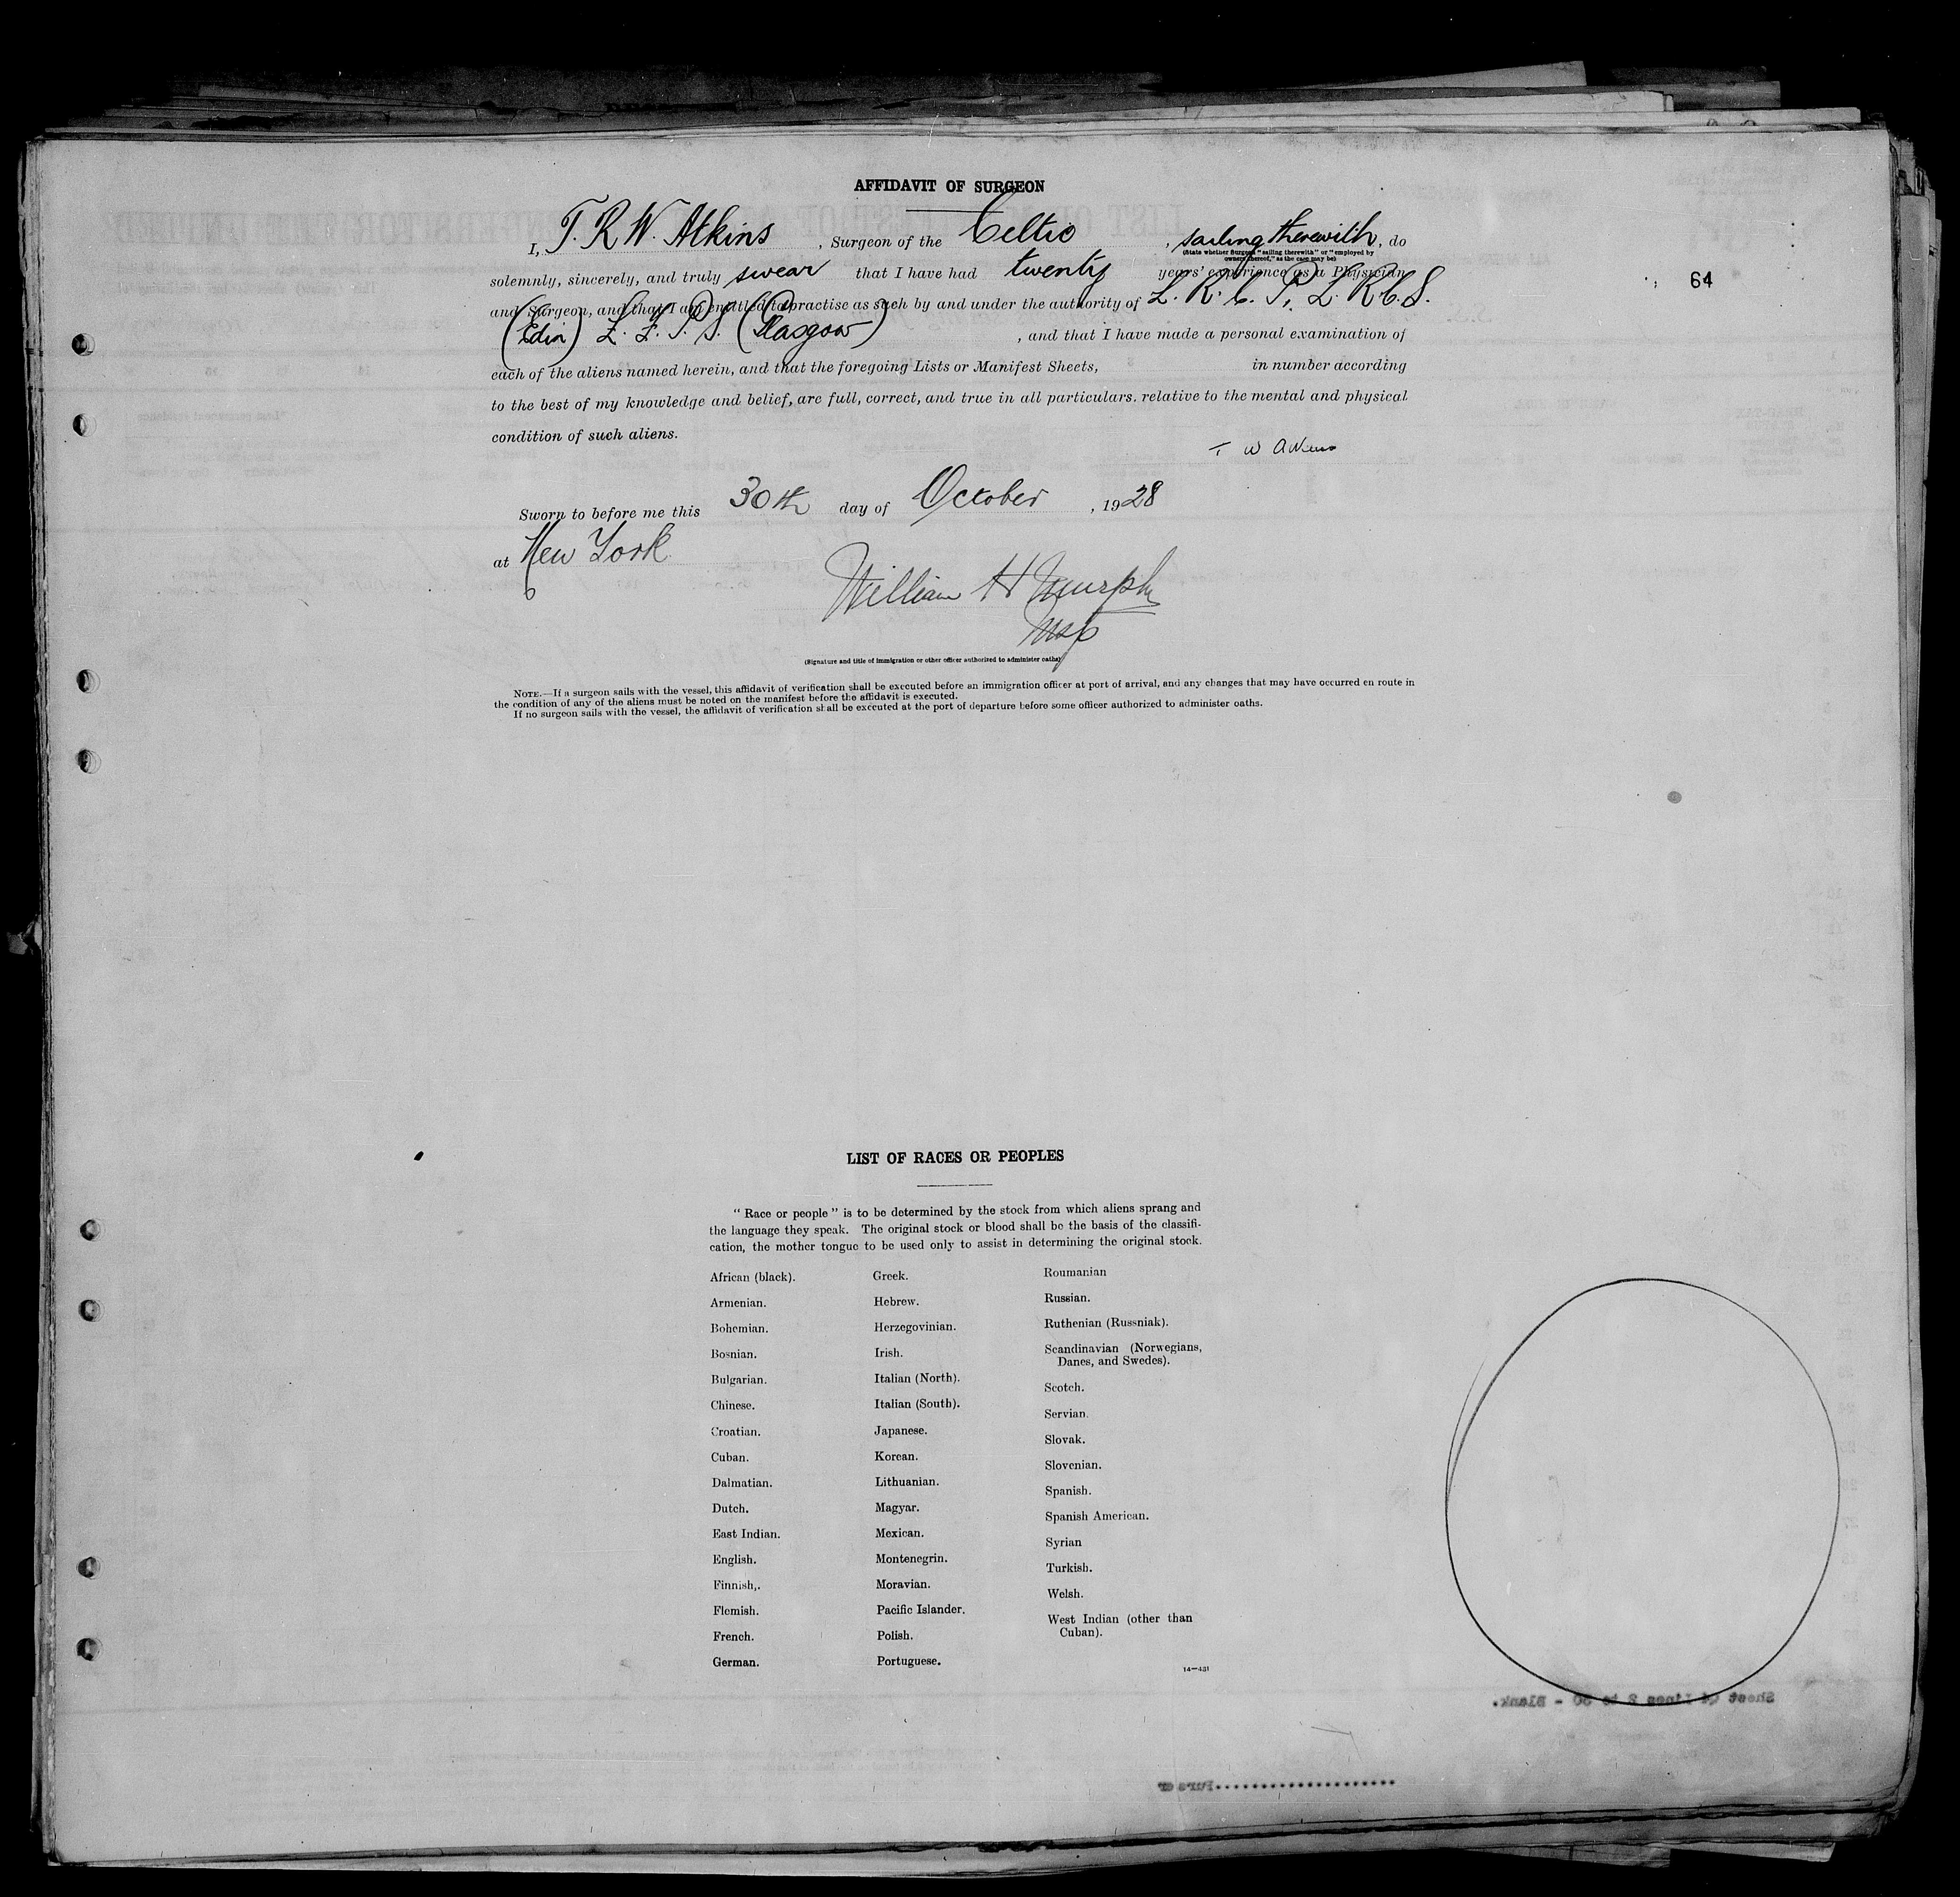 AFFIDAVIT OF SURGEON
I, T. R. W. Atkins, Surgeon of the Celtic, sailing therewith, do
(State whether Surgeon "sailing therewith" or "employed by
owners thereof," as the case may be)
solemnly, sincerely, and truly swear that I have had twenty years' experience as a Physician
and Surgeon, and that I am entitled to practise as such by and under the authority of L. R. C. P., L. R. C. S.
(Edin) L. F. P. S. (Glasgow), and that I have made a personal examination of
each of the aliens named herein, and that the foregoing Lists or Manifest Sheets, in number according
to the best of my knowledge and belief, are full, correct, and true in all particulars. relative to the mental and physical
condition of such aliens.
T W Atkins
Sworn to before me this 30th day of October, 1928
at New York
William H Murphy
(Signature and title of immigration or other officer authorized to administer oaths)
NOTE.—If a surgeon sails with the vessel, this affidavit of verification shall be executed before an immigration officer at port of arrival, and any changes that may have occurred en route in
the condition of any of the aliens must be noted on the manifest before the affidavit is executed.
If no surgeon sails with the vessel, the affidavit of verification shall be executed at the port of departure before some officer authorized to administer oaths.
64
LIST OF RACES OR PEOPLES
"Race or people" is to be determined by the stock from which aliens sprang and
the language they speak. The original stock or blood shall be the basis of the classifi-
cation, the mother tongue to be used only to assist in determining the original stock.
African (black).
Armenian.
Bohemian.
Bosnian.
Bulgarian.
Chinese.
Croatian.
Cuban.
Dalmatian.
Dutch.
East Indian.
English.
Finnish,.
Flemish.
French.
German.
Greek.
Hebrew.
Herzegovinian.
Irish.
Italian (North).
Italian (South).
Japanese.
Korean.
Lithuanian.
Magyar.
Mexican.
Montenegrin.
Moravian.
Pacific Islander.
Polish.
Portuguese.
Roumanian
Russian.
Ruthenian (Russniak).
Scandinavian (Norwegians,
Danes, and Swedes).
Scotch.
Servian.
Slovak.
Slovenian.
Spanish.
Spanish American.
Syrian
Turkish.
Welsh.
West Indian (other than
Cuban).
14—431
Sheet 64 Lines 2 to 30 - Blank.
.....................Purser